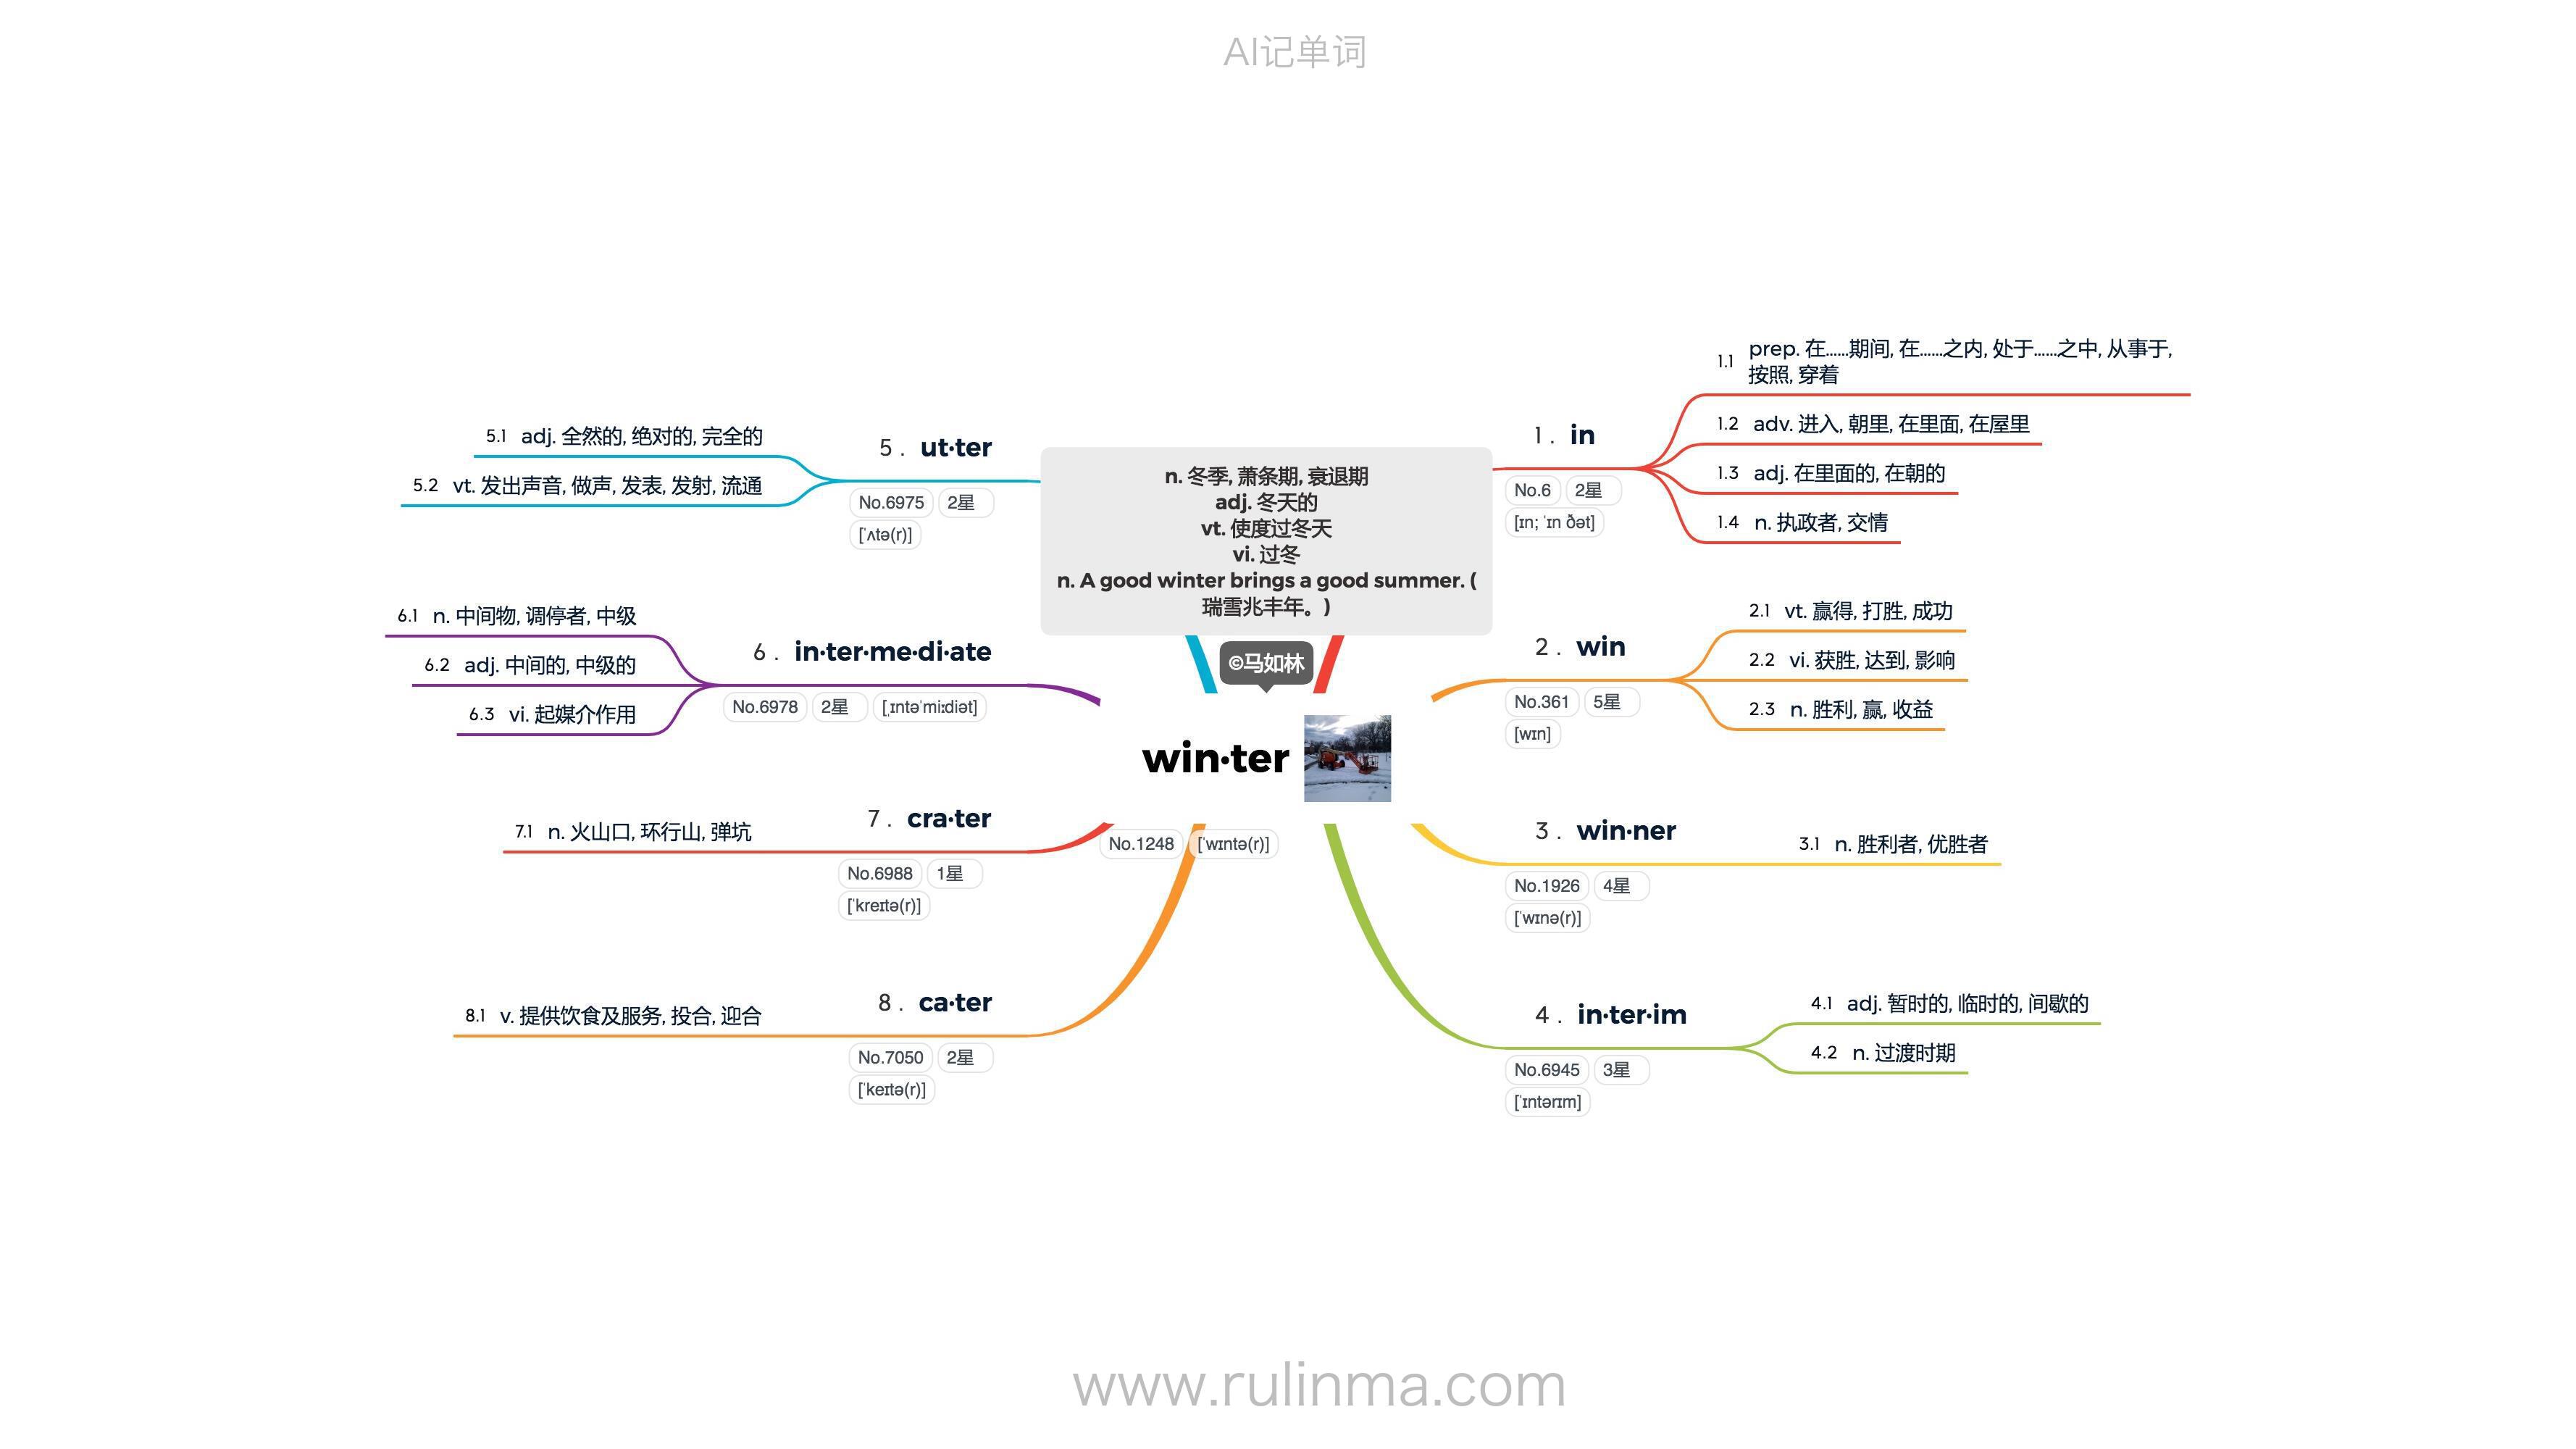 AI记单词
n. 冬季, 萧条期, 衰退期
adj. 冬天的
vt. 使度过冬天
vi. 过冬
n. A good winter brings a good summer. (
瑞雪兆丰年。)
©马如林
win·ter
No.1248 [ˈwɪntə(r)]
1 . in
No.6 2星
[ɪn; ˈɪn ðət]
1.1 prep. 在……期间, 在……之内, 处于……之中, 从事于,
按照, 穿着
1.2 adv. 进入, 朝里, 在里面, 在屋里
1.3 adj. 在里面的, 在朝的
1.4 n. 执政者, 交情
2 . win
No.361 5星
[wɪn]
2.1 vt. 赢得, 打胜, 成功
2.2 vi. 获胜, 达到, 影响
2.3 n. 胜利, 赢, 收益
3 . win·ner
No.1926 4星
[ˈwɪnə(r)]
3.1 n. 胜利者, 优胜者
4 . in·ter·im
No.6945 3星
[ˈɪntərɪm]
4.1 adj. 暂时的, 临时的, 间歇的
4.2 n. 过渡时期
5 . ut·ter
No.6975 2星
[ˈʌtə(r)]
5.1 adj. 全然的, 绝对的, 完全的
5.2 vt. 发出声音, 做声, 发表, 发射, 流通
6 . in·ter·me·di·ate
No.6978 2星 [ˌɪntəˈmiːdiət]
6.1 n. 中间物, 调停者, 中级
6.2 adj. 中间的, 中级的
6.3 vi. 起媒介作用
7 . cra·ter
No.6988 1星
[ˈkreɪtə(r)]
7.1 n. 火山口, 环行山, 弹坑
8 . ca·ter
No.7050 2星
[ˈkeɪtə(r)]
8.1 v. 提供饮食及服务, 投合, 迎合
www.rulinma.com